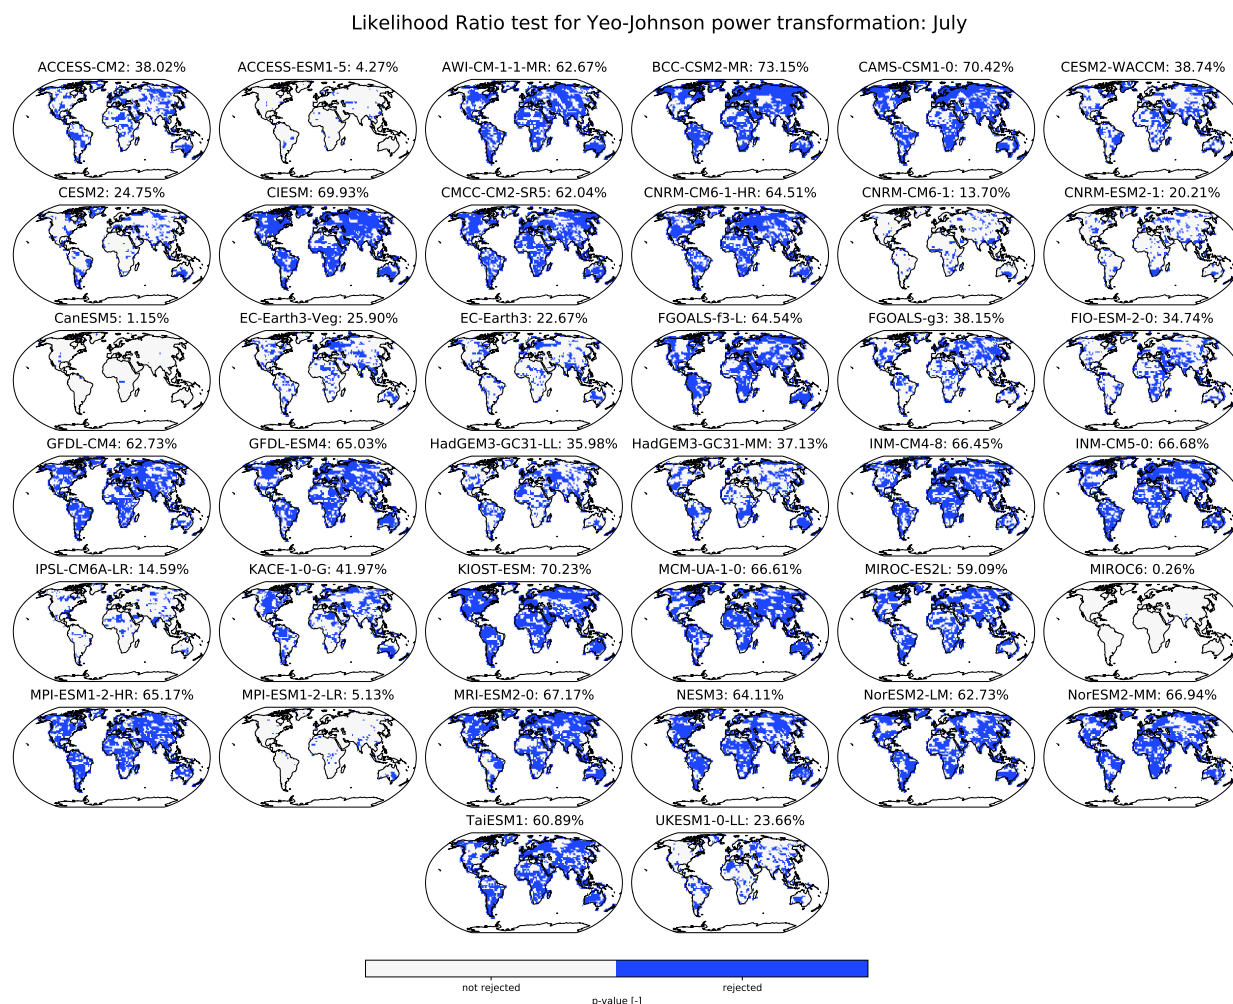 Likelihood Ratio test for Yeo-Johnson power transformation: July
ACCESS-CM2: 38.02%
ACCESS-ESM1-5: 4.27%
AWI-CM-1-1-MR: 62.67%
BCC-CSM2-MR: 73.15%
CAMS-CSM1-0: 70.42%
CESM2-WACCM: 38.74%
CESM2: 24.75%
CIESM: 69.93%
CMCC-CM2-SR5: 62.04%
CNRM-CM6-1-HR: 64.51%
CNRM-CM6-1: 13.70%
CNRM-ESM2-1: 20.21%
CanESM5: 1.15%
EC-Earth3-Veg: 25.90%
EC-Earth3: 22.67%
FGOALS-f3-L: 64.54%
FGOALS-g3: 38.15%
FIO-ESM-2-0: 34.74%
GFDL-CM4: 62.73%
GFDL-ESM4: 65.03%
HadGEM3-GC31-LL: 35.98%
HadGEM3-GC31-MM: 37.13%
INM-CM4-8: 66.45%
INM-CM5-0: 66.68%
IPSL-CM6A-LR: 14.59%
KACE-1-0-G: 41.97%
KIOST-ESM: 70.23%
MCM-UA-1-0: 66.61%
MIROC-ES2L: 59.09%
MIROC6: 0.26%
MPI-ESM1-2-HR: 65.17%
MPI-ESM1-2-LR: 5.13%
MRI-ESM2-0: 67.17%
NESM3: 64.11%
NorESM2-LM: 62.73%
NorESM2-MM: 66.94%
TaiESM1: 60.89%
UKESM1-0-LL: 23.66%
not rejected
rejected
p-value [-]